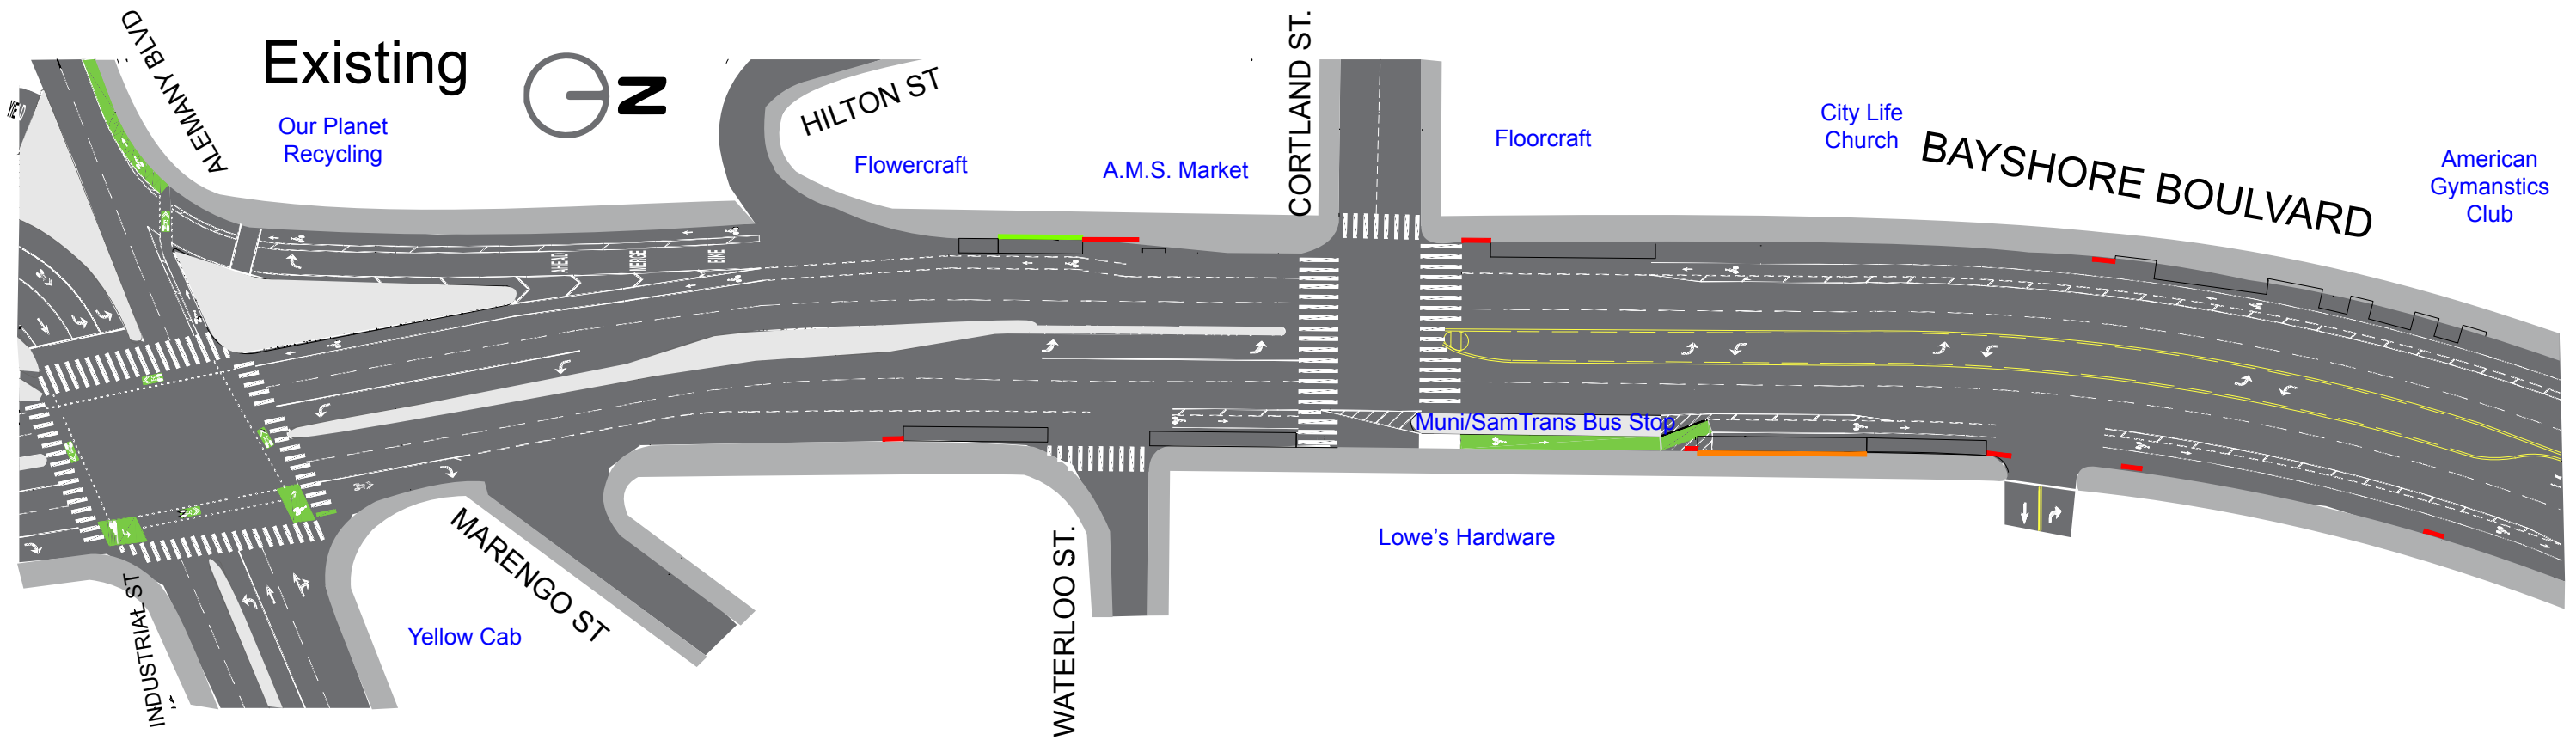 Existing
N
ALEMANY BLVD
Our Planet
Recycling
HILTON ST
Flowercraft
A.M.S. Market
CORTLAND ST.
Floorcraft
City Life
Church
BAYSHORE BOULVARD
American
Gymanstics
Club
AHEAD
MERGE
BIKE
Muni/SamTrans Bus Stop
Lowe's Hardware
MARENGO ST
WATERLOO ST.
INDUSTRIAL ST
Yellow Cab